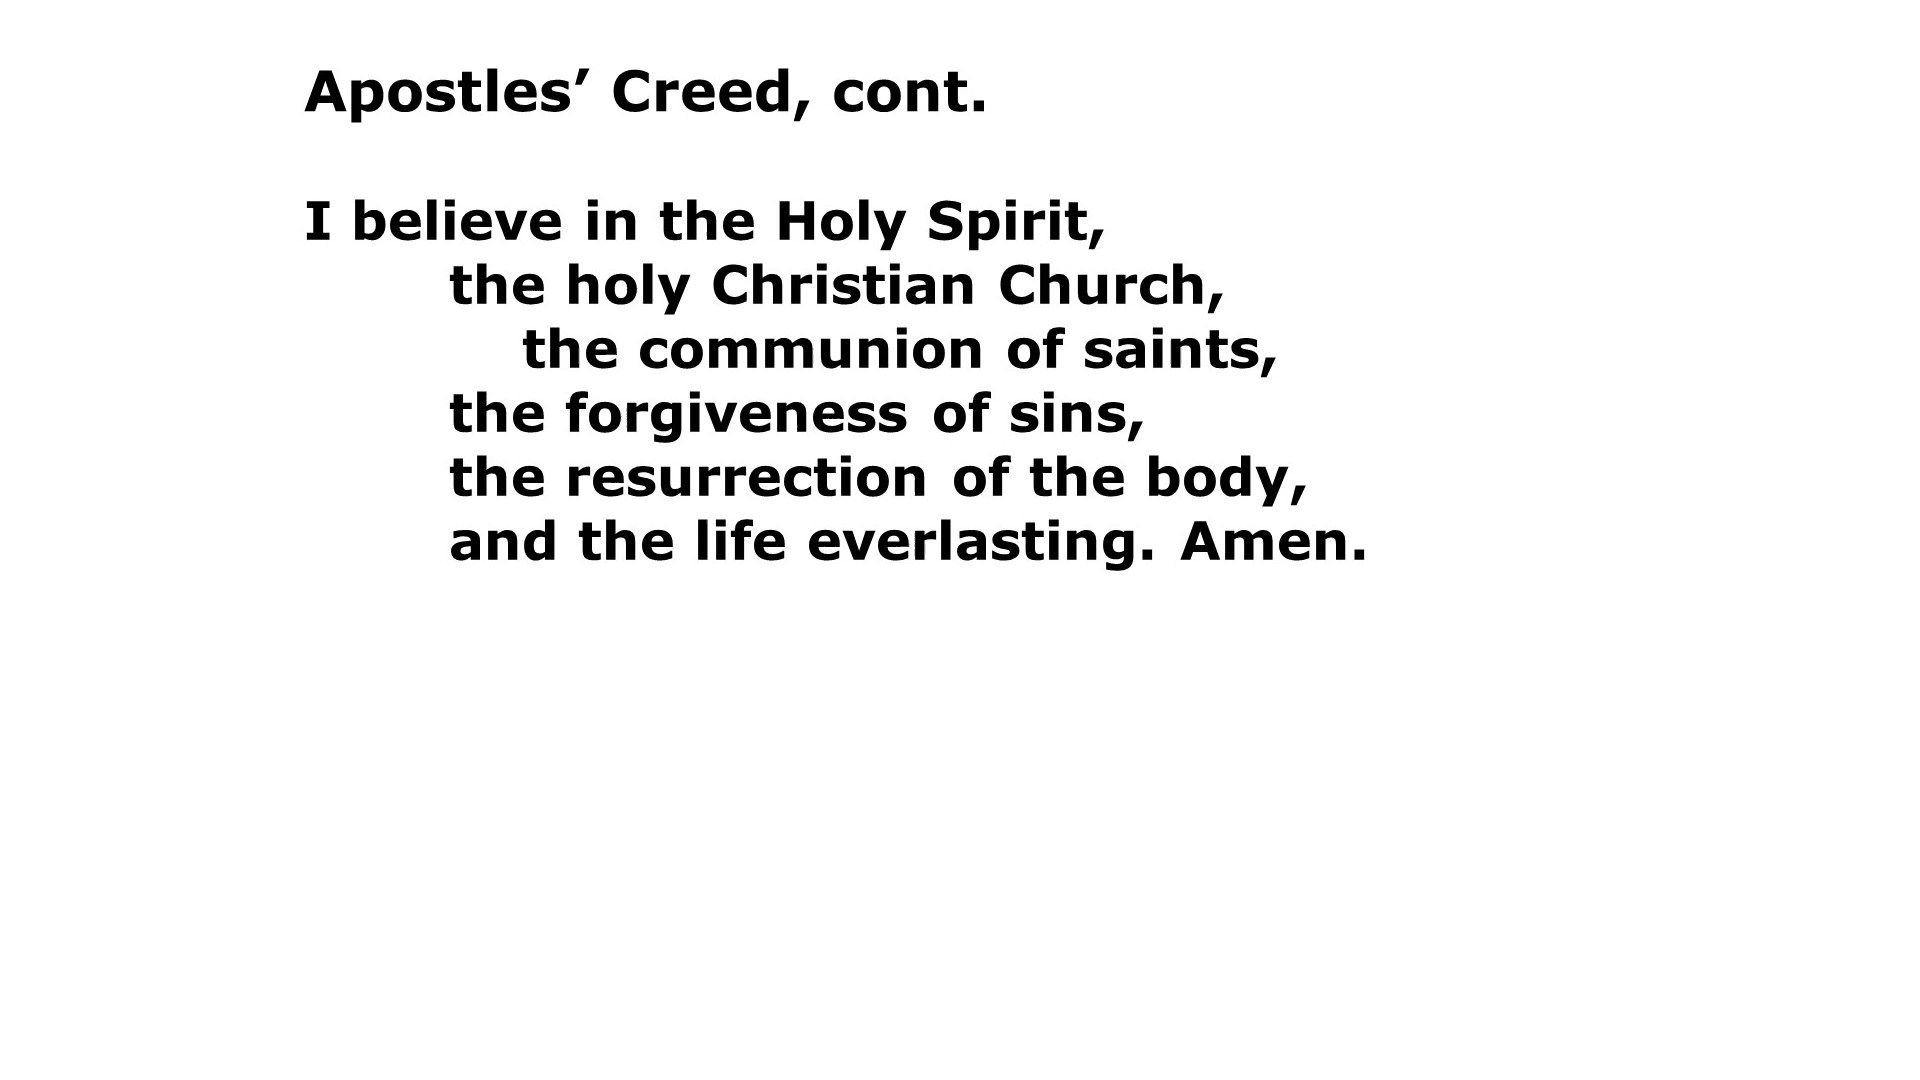 Apostles’ Creed, cont.
I believe in the Holy Spirit,
the holy Christian Church,
the communion of saints,
the forgiveness of sins,
the resurrection of the body,
and the life everlasting. Amen.